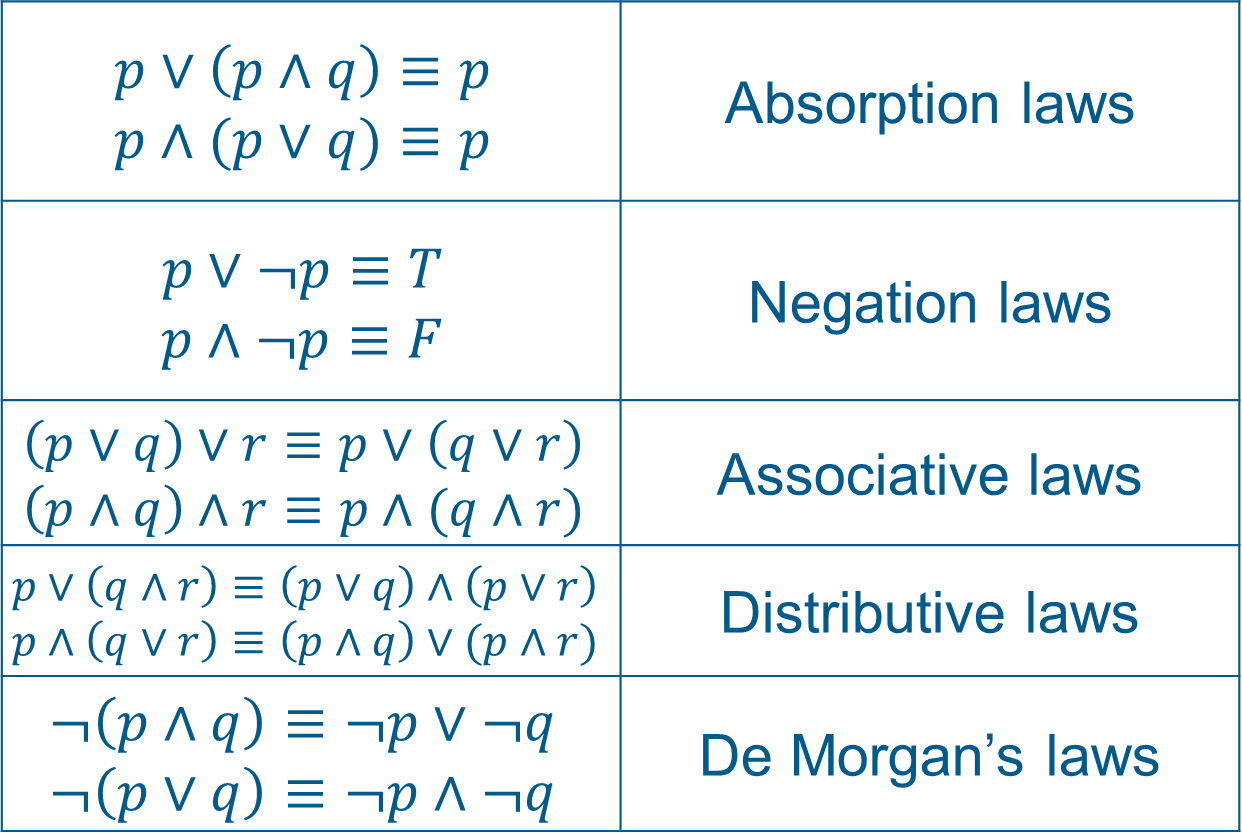 p ∨ (p ∧ q) ≡ p
p ∧ (p ∨ q) ≡ p
Absorption laws
p ∨ ¬p ≡ T
p ∧ ¬p ≡ F
Negation laws
(p ∨ q) ∨ r ≡ p ∨ (q ∨ r)
(p ∧ q) ∧ r ≡ p ∧ (q ∧ r)
Associative laws
p ∨ (q ∧ r) ≡ (p ∨ q) ∧ (p ∨ r)
p ∧ (q ∨ r) ≡ (p ∧ q) ∨ (p ∧ r)
Distributive laws
¬(p ∧ q) ≡ ¬p ∨ ¬q
¬(p ∨ q) ≡ ¬p ∧ ¬q
De Morgan’s laws